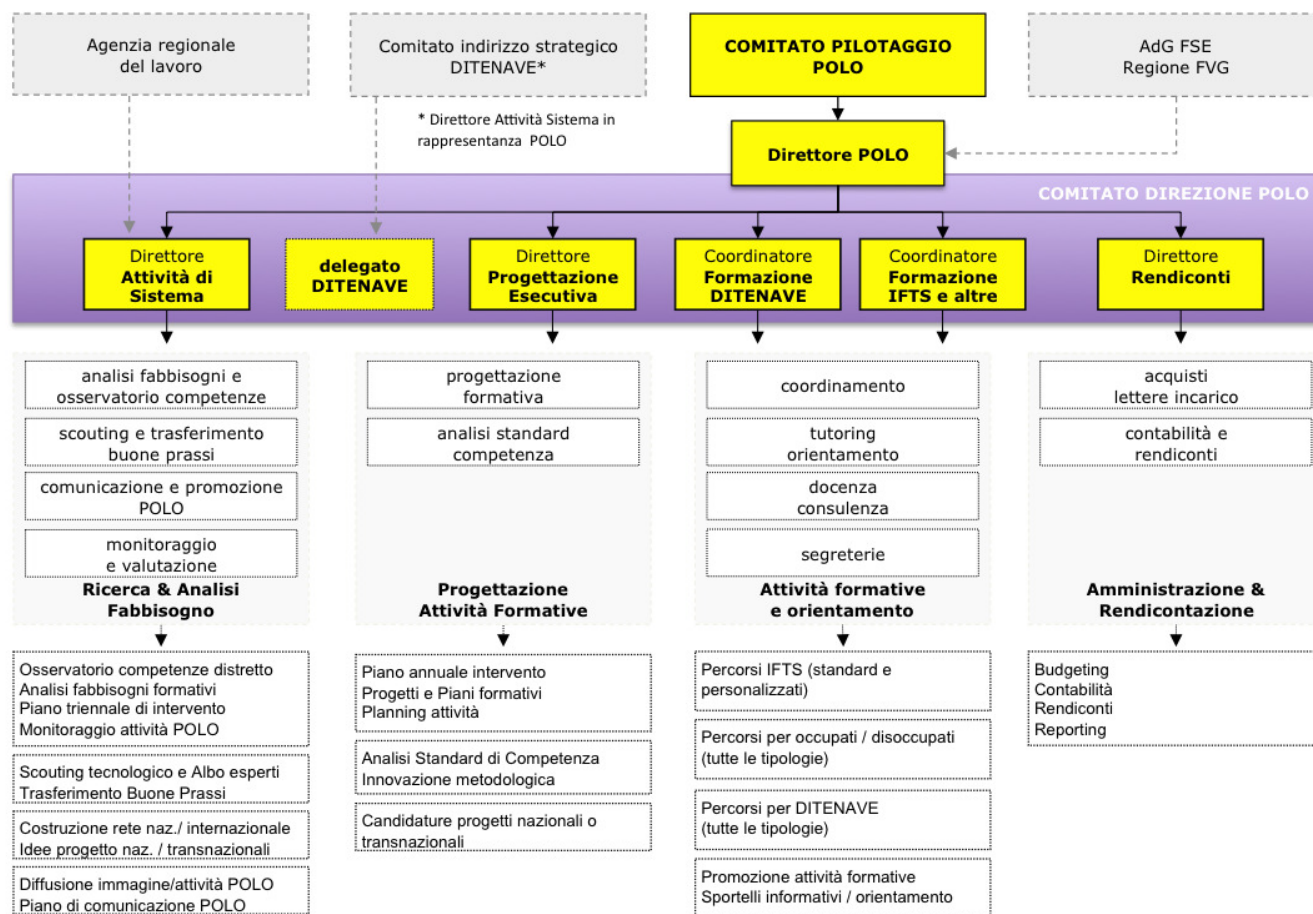 Agenzia regionale
del lavoro
Comitato indirizzo strategico
DITENAVE*
COMITATO PILOTAGGIO
POLO
AdG FSE
Regione FVG
* Direttore Attività Sistema in
rappresentanza POLO
Direttore POLO
COMITATO DIREZIONE POLO
Direttore
Attività di
Sistema
delegato
DITENAVE
Direttore
Progettazione
Esecutiva
Coordinatore
Formazione
DITENAVE
Coordinatore
Formazione
IFTS e altre
Direttore
Rendiconti
analisi fabbisogni e
osservatorio competenze
scouting e trasferimento
buone prassi
comunicazione e promozione
POLO
monitoraggio
e valutazione
Ricerca & Analisi
Fabbisogno
progettazione
formativa
analisi standard
competenza
Progettazione
Attività Formative
coordinamento
tutoring
orientamento
docenza
consulenza
segreterie
Attività formative
e orientamento
acquisti
lettere incarico
contabilità e
rendiconti
Amministrazione &
Rendicontazione
Osservatorio competenze distretto
Analisi fabbisogni formativi
Piano triennale di intervento
Monitoraggio attività POLO
Scouting tecnologico e Albo esperti
Trasferimento Buone Prassi
Costruzione rete naz./ internazionale
Idee progetto naz. / transnazionali
Diffusione immagine/attività POLO
Piano di comunicazione POLO
Piano annuale intervento
Progetti e Piani formativi
Planning attività
Analisi Standard di Competenza
Innovazione metodologica
Candidature progetti nazionali o
transnazionali
Percorsi IFTS (standard e
personalizzati)
Percorsi per occupati / disoccupati
(tutte le tipologie)
Percorsi per DITENAVE
(tutte le tipologie)
Promozione attività formative
Sportelli informativi / orientamento
Budgeting
Contabilità
Rendiconti
Reporting